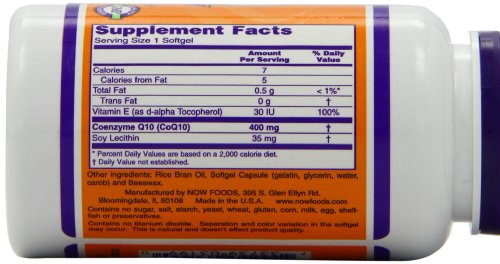 Supplement Facts
Serving Size 1 Softgel
Amount Per Serving % Daily Value
Calories 7
Calories from Fat 5
Total Fat 0.5 g < 1%*
Trans Fat 0 g †
Vitamin E (as d-alpha Tocopherol) 30 IU 100%
Coenzyme Q10 (CoQ10) 400 mg †
Soy Lecithin 35 mg †
* Percent Daily Values are based on a 2,000 calorie diet.
† Daily Value not established.
Other ingredients: Rice Bran Oil, Softgel Capsule (gelatin, glycerin, water,
carob) and Beeswax.
Manufactured by NOW FOODS, 395 S. Glen Ellyn Rd.
Bloomingdale, IL 60108 Made in the U.S.A. www.nowfoods.com
Contains no sugar, salt, starch, yeast, wheat, gluten, corn, milk, egg, shell-
fish or preservatives.
Contains no titanium dioxide. Separation and color variation in the softgel
may occur. This is natural and doesn't affect product quality.